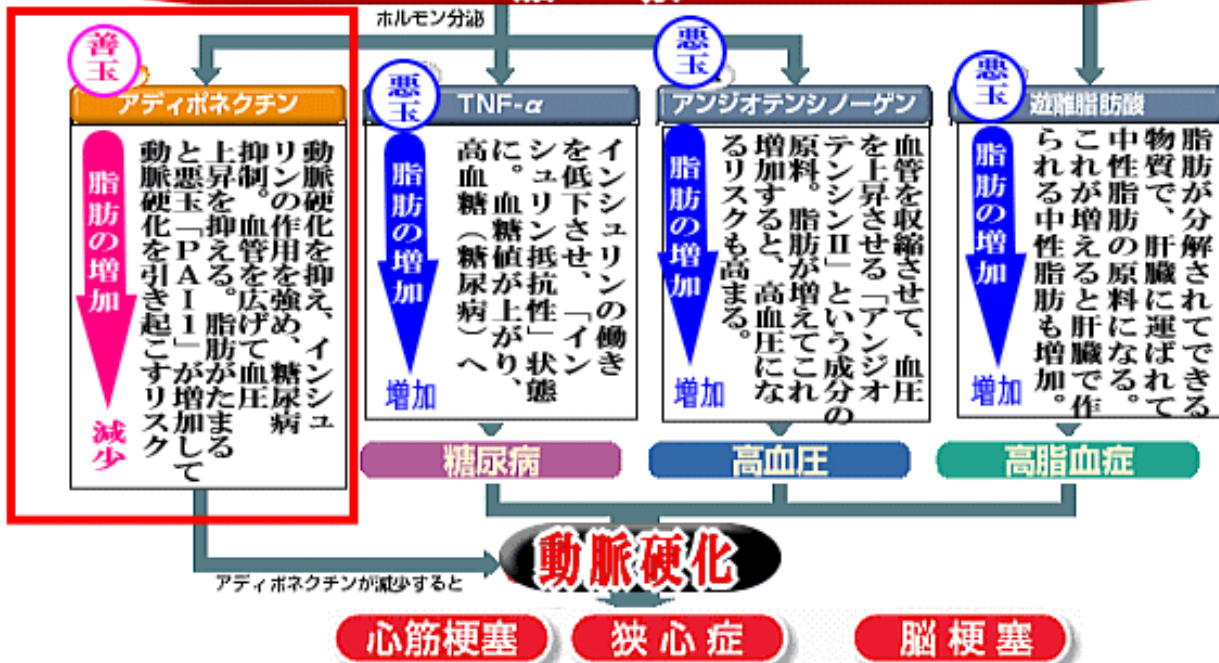 ホルモン分泌
善玉
アディポネクチン
動脈硬化を抑え、インシュ
リンの作用を強め、糖尿病
抑制。血管を広げて血圧
上昇を抑える。脂肪がたまる
と悪玉「PAI1」が増加して
動脈硬化を引き起こすリスク
脂肪の増加
減少
悪玉
TNF-α
インシュリンの働き
を低下させ、「イン
シュリン抵抗性」状態
に。血糖値が上がり、
高血糖（糖尿病）へ
脂肪の増加
増加
悪玉
アンジオテンシノーゲン
血管を収縮させて、血圧
を上昇させる「アンジオ
テンシンⅡ」という成分の
原料。脂肪が増えてこれ
増加すると、高血圧にな
るリスクも高まる。
脂肪の増加
増加
悪玉
遊離脂肪酸
脂肪が分解されてできる
物質で、肝臓に運ばれて
中性脂肪の原料になる。
これが増えると肝臓で作
られる中性脂肪も増加。
脂肪の増加
増加
糖尿病
高血圧
高脂血症
動脈硬化
アディポネクチンが減少すると
心筋梗塞
狭心症
脳梗塞